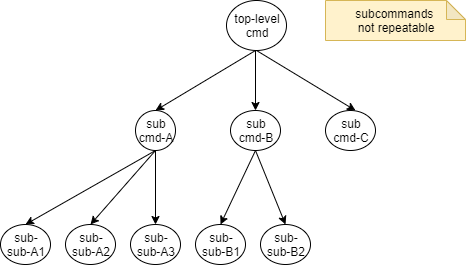 top-level
cmd
subcommands
not repeatable
sub
cmd-A
sub
cmd-B
sub
cmd-C
sub-
sub-A1
sub-
sub-A2
sub-
sub-A3
sub-
sub-B1
sub-
sub-B2